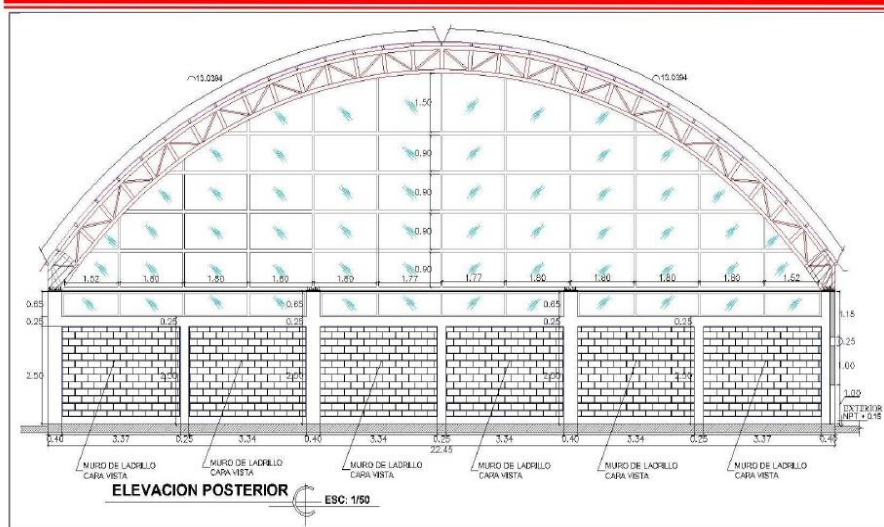 13.0394 13.0394
1.50
0.90
0.90
0.90
0.90
1.52 1.80 1.80 1.80 1.80 1.77 1.77 1.80 1.80 1.80 1.80 1.52
0.65 0.65 0.65
0.25 0.25 0.25 0.25 0.25 1.15
0.25
2.50 2.00 2.00 1.00
1.00
EXTERIOR
NPT + 0.15
0.40 3.37 0.25 3.34 0.40 3.34 0.25 3.34 0.40 3.34 0.25 3.37 0.40
22.45
MURO DE LADRILLO
CARA VISTA
MURO DE LADRILLO
CARA VISTA
MURO DE LADRILLO
CARA VISTA
MURO DE LADRILLO
CARA VISTA
MURO DE LADRILLO
CARA VISTA
MURO DE LADRILLO
CARA VISTA
ELEVACION POSTERIOR
ESC: 1/50